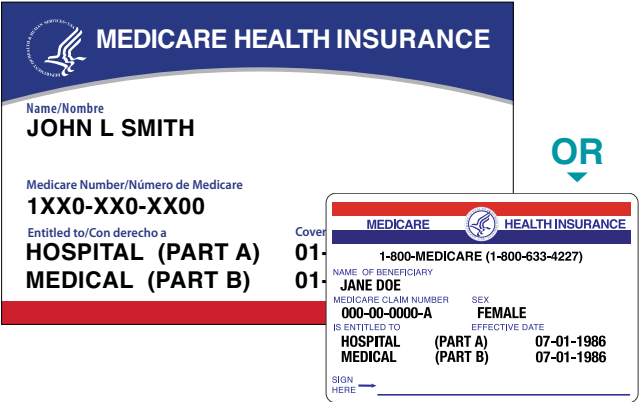 MEDICARE HEALTH INSURANCE
Name/Nombre
JOHN L SMITH
Medicare Number/Número de Medicare
1XX0-XX0-XX00
Entitled to/Con derecho a Cover
HOSPITAL (PART A) 01-
MEDICAL (PART B) 01-
OR
MEDICARE HEALTH INSURANCE
1-800-MEDICARE (1-800-633-4227)
NAME OF BENEFICIARY
JANE DOE
MEDICARE CLAIM NUMBER SEX
000-00-0000-A FEMALE
IS ENTITLED TO EFFECTIVE DATE
HOSPITAL (PART A) 07-01-1986
MEDICAL (PART B) 07-01-1986
SIGN
HERE